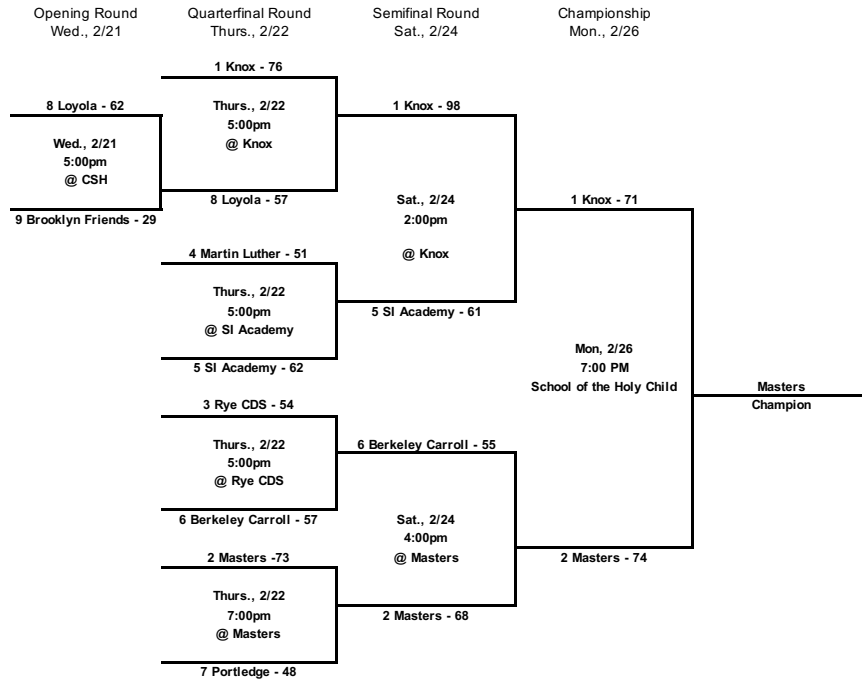 Opening Round
Wed., 2/21
Quarterfinal Round
Thurs., 2/22
Semifinal Round
Sat., 2/24
Championship
Mon., 2/26
1 Knox - 76
8 Loyola - 62
Thurs., 2/22
5:00pm
@ Knox
1 Knox - 98
Wed., 2/21
5:00pm
@ CSH
8 Loyola - 57
9 Brooklyn Friends - 29
Sat., 2/24
2:00pm
@ Knox
1 Knox - 71
4 Martin Luther - 51
Thurs., 2/22
5:00pm
@ SI Academy
5 SI Academy - 61
5 SI Academy - 62
Mon, 2/26
7:00 PM
School of the Holy Child
Masters
Champion
3 Rye CDS - 54
Thurs., 2/22
5:00pm
@ Rye CDS
6 Berkeley Carroll - 55
6 Berkeley Carroll - 57
Sat., 2/24
4:00pm
@ Masters
2 Masters - 74
2 Masters -73
Thurs., 2/22
7:00pm
@ Masters
2 Masters - 68
7 Portledge - 48